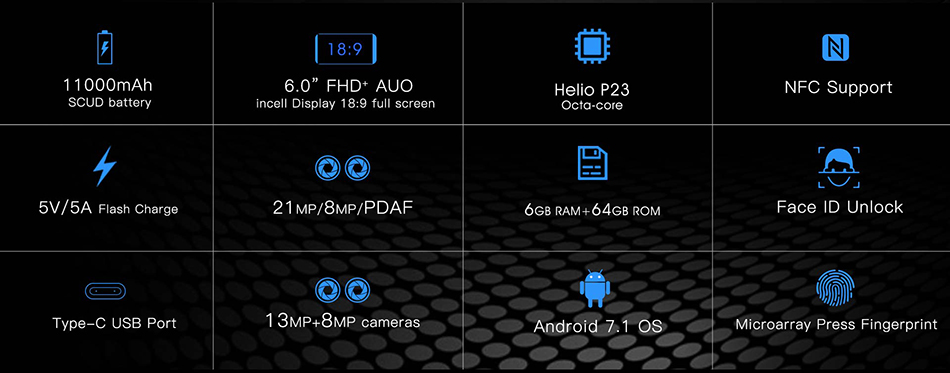 18:9
11000mAh
SCUD battery
6.0” FHD⁺ AUO
incell Display 18:9 full screen
Helio P23
Octa-core
NFC Support
5V/5A Flash Charge
21MP/8MP/PDAF
6GB RAM+64GB ROM
Face ID Unlock
Type-C USB Port
13MP+8MP cameras
Android 7.1 OS
Microarray Press Fingerprint